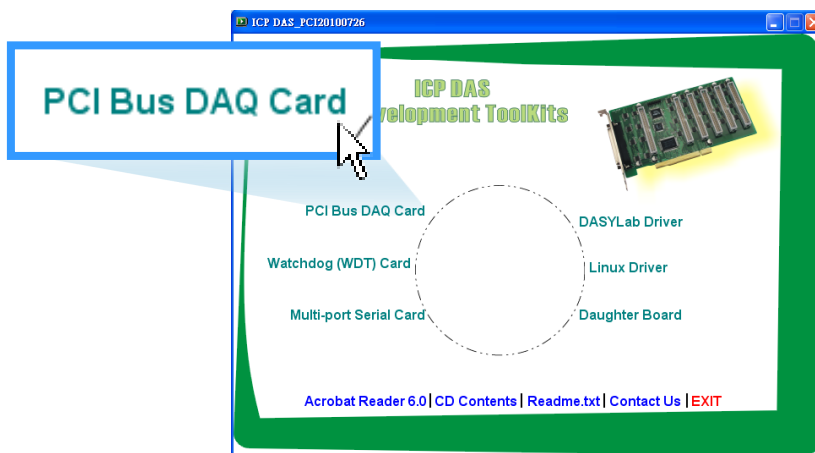 ICP DAS_PCI20100726
PCI Bus DAQ Card
ICP DAS
velopment ToolKits
PCI Bus DAQ Card
DASYLab Driver
Watchdog (WDT) Card
Linux Driver
Multi-port Serial Card
Daughter Board
Acrobat Reader 6.0 | CD Contents | Readme.txt | Contact Us | EXIT